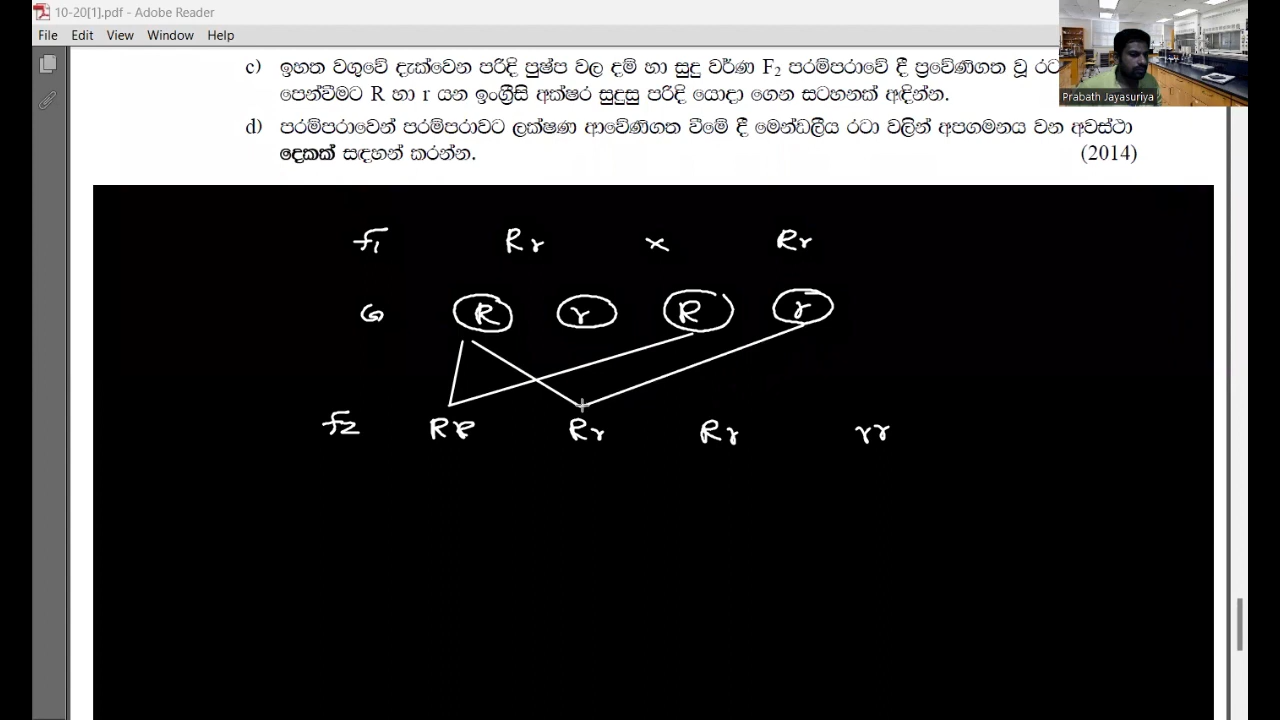 10-20[1].pdf - Adobe Reader
File Edit View Window Help
c) ඉහත වගුවේ දැක්වෙන පරිදි පුෂ්ප වල දම් හා සුදු වර්ණ F₂ පරම්පරාවේ දී ප්‍රවේණිගත වූ රටා
පෙන්වීමට R හා r යන ඉංග්‍රීසි අක්ෂර සුදුසු පරිදි යොදා ගෙන සටහනක් අඳින්න.
d) පරම්පරාවෙන් පරම්පරාවට ලක්ෂණ ආවේණිගත වීමේ දී මෙන්ඩලීය රටා වලින් අපගමනය වන අවස්ථා
දෙකක් සඳහන් කරන්න. (2014)
Prabath Jayasuriya
f1 Rr x Rr
G R r R r
f2 RR Rr Rr rr